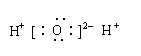 H⁺ [ :Ö̤: ]²⁻ H⁺